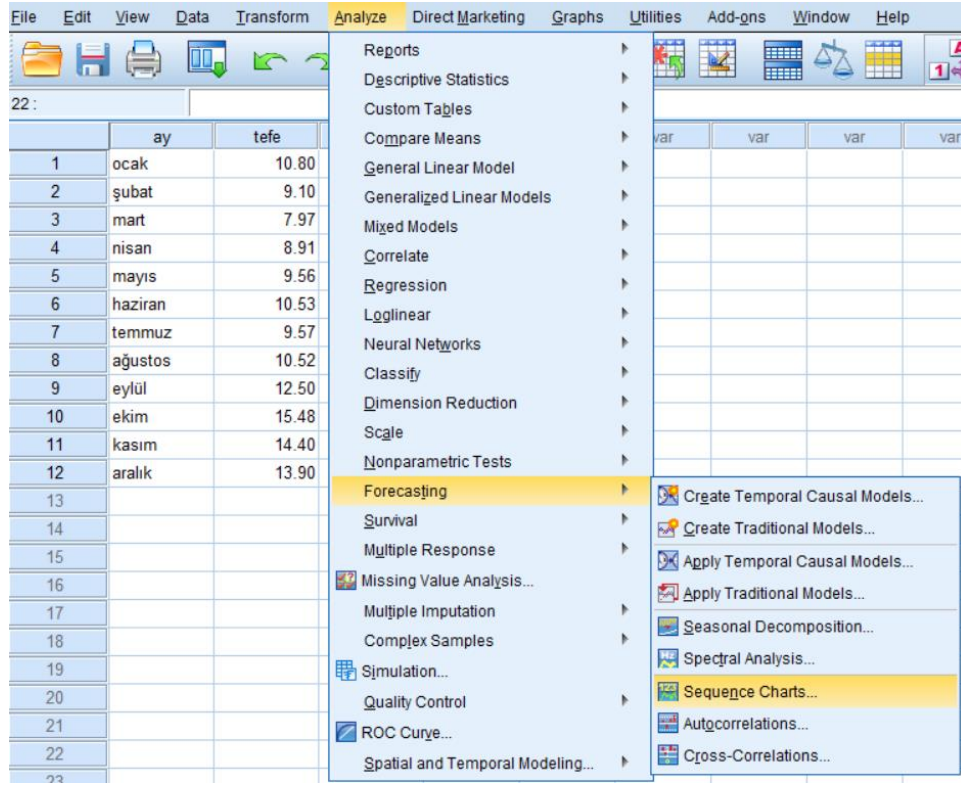 File Edit View Data Transform Analyze Direct Marketing Graphs Utilities Add-ons Window Help
22 :
ay tefe var var var var
1 ocak 10.80
2 şubat 9.10
3 mart 7.97
4 nisan 8.91
5 mayıs 9.56
6 haziran 10.53
7 temmuz 9.57
8 ağustos 10.52
9 eylül 12.50
10 ekim 15.48
11 kasım 14.40
12 aralık 13.90
13
14
15
16
17
18
19
20
21
22
23
Reports
Descriptive Statistics
Custom Tables
Compare Means
General Linear Model
Generalized Linear Models
Mixed Models
Correlate
Regression
Loglinear
Neural Networks
Classify
Dimension Reduction
Scale
Nonparametric Tests
Forecasting
Survival
Multiple Response
Missing Value Analysis...
Multiple Imputation
Complex Samples
Simulation...
Quality Control
ROC Curve...
Spatial and Temporal Modeling...
Create Temporal Causal Models...
Create Traditional Models...
Apply Temporal Causal Models...
Apply Traditional Models...
Seasonal Decomposition...
Spectral Analysis...
Sequence Charts...
Autocorrelations...
Cross-Correlations...